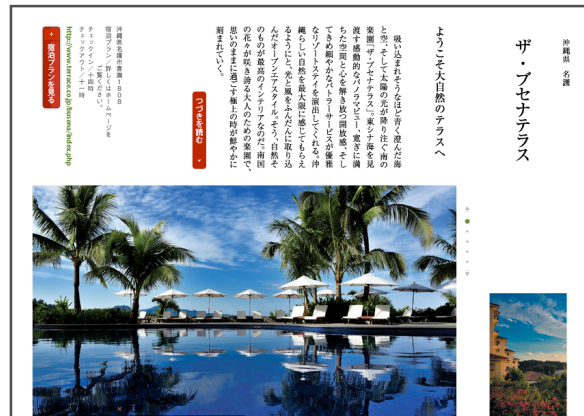 沖縄県 名護
ザ・ブセナテラス
ようこそ大自然のテラスへ
吸い込まれそうなほど青く澄んだ海
と空、そして太陽の光が降り注ぐ南の
楽園『ザ・ブセナテラス』。東シナ海を見
渡す感動的なパノラマビュー、寛ぎに満
ちた空間と心を解き放つ開放感、そし
てきめ細やかなバトラーサービスが優雅
なリゾートステイを演出してくれる。沖
縄らしい自然を最大限に感じてもらえ
るようにと、光と風をふんだんに取り込
んだオープンエアスタイル。そう、自然そ
のものが最高のインテリアなのだ。南国
の花々が咲き誇る大人のための楽園で、
思いのままに過ごす極上の時が鮮やかに
刻まれていく。
つづきを読む
沖縄県名護市喜瀬1808
宿泊プラン/詳しくはホームページを
ご覧ください。
チェックイン/十四時
チェックアウト/十一時
http://www.terrace.co.jp/busena/index.php
宿泊プランを見る